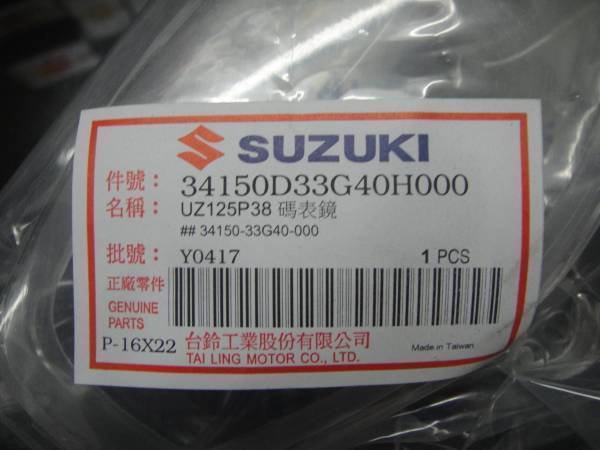 SUZUKI
件號：34150D33G40H000
名稱：UZ125P38 碼表鏡
## 34150-33G40-000
批號：Y0417 1 PCS
正廠零件
GENUINE
PARTS
P-16X22 台鈴工業股份有限公司 Made in Taiwan
TAI LING MOTOR CO., LTD.